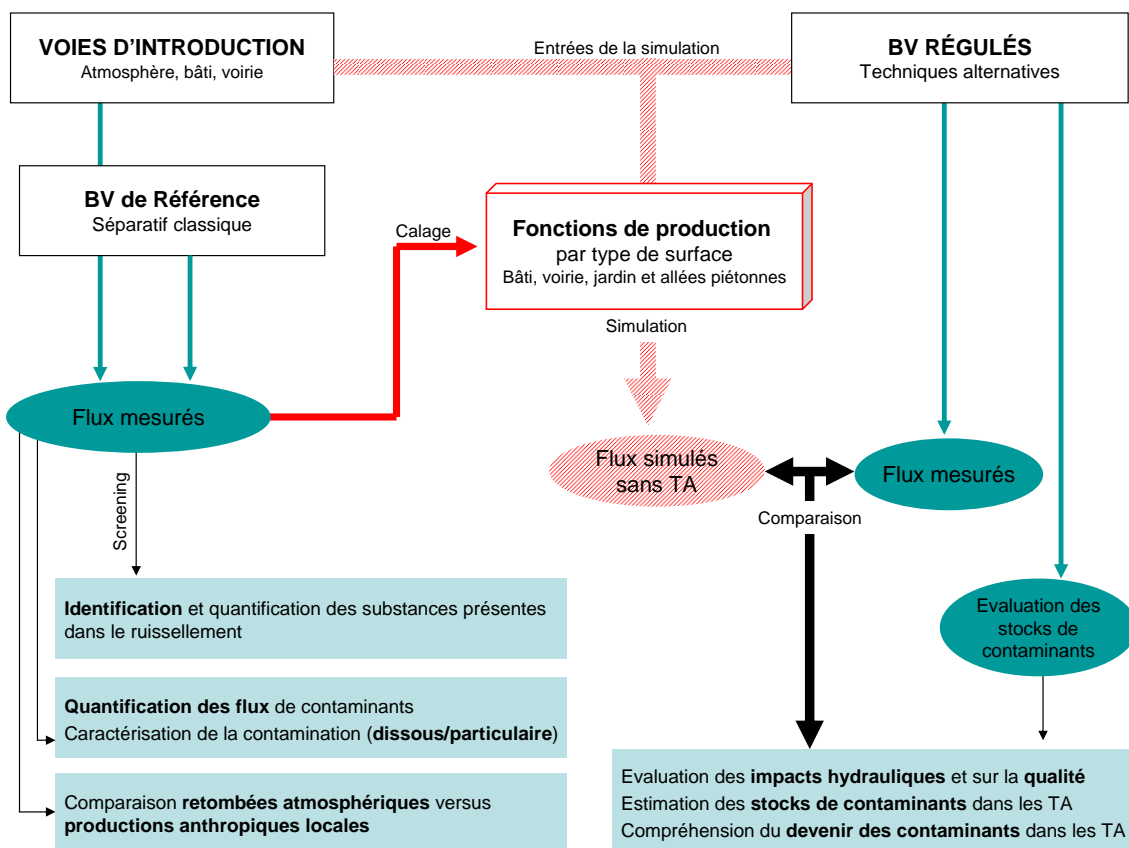 VOIES D'INTRODUCTION
Atmosphère, bâti, voirie
Entrées de la simulation
BV RÉGULÉS
Techniques alternatives
BV de Référence
Séparatif classique
Calage
Fonctions de production
par type de surface
Bâti, voirie, jardin et allées piétonnes
Simulation
Flux mesurés
Flux simulés
sans TA
Flux mesurés
Comparaison
Screening
Identification et quantification des substances présentes
dans le ruissellement
Evaluation des
stocks de
contaminants
Quantification des flux de contaminants
Caractérisation de la contamination (dissous/particulaire)
Comparaison retombées atmosphériques versus
productions anthropiques locales
Evaluation des impacts hydrauliques et sur la qualité
Estimation des stocks de contaminants dans les TA
Compréhension du devenir des contaminants dans les TA